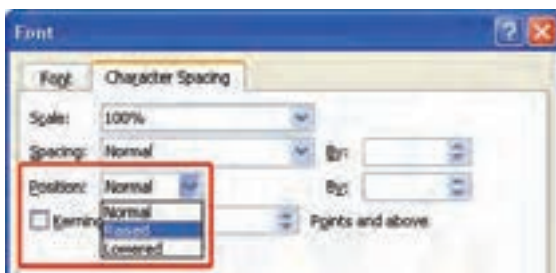 Font
Font Character Spacing
Scale: 100%
Spacing: Normal By:
Position: Normal By:
Normal
Kerning Points and above
Raised
Lowered